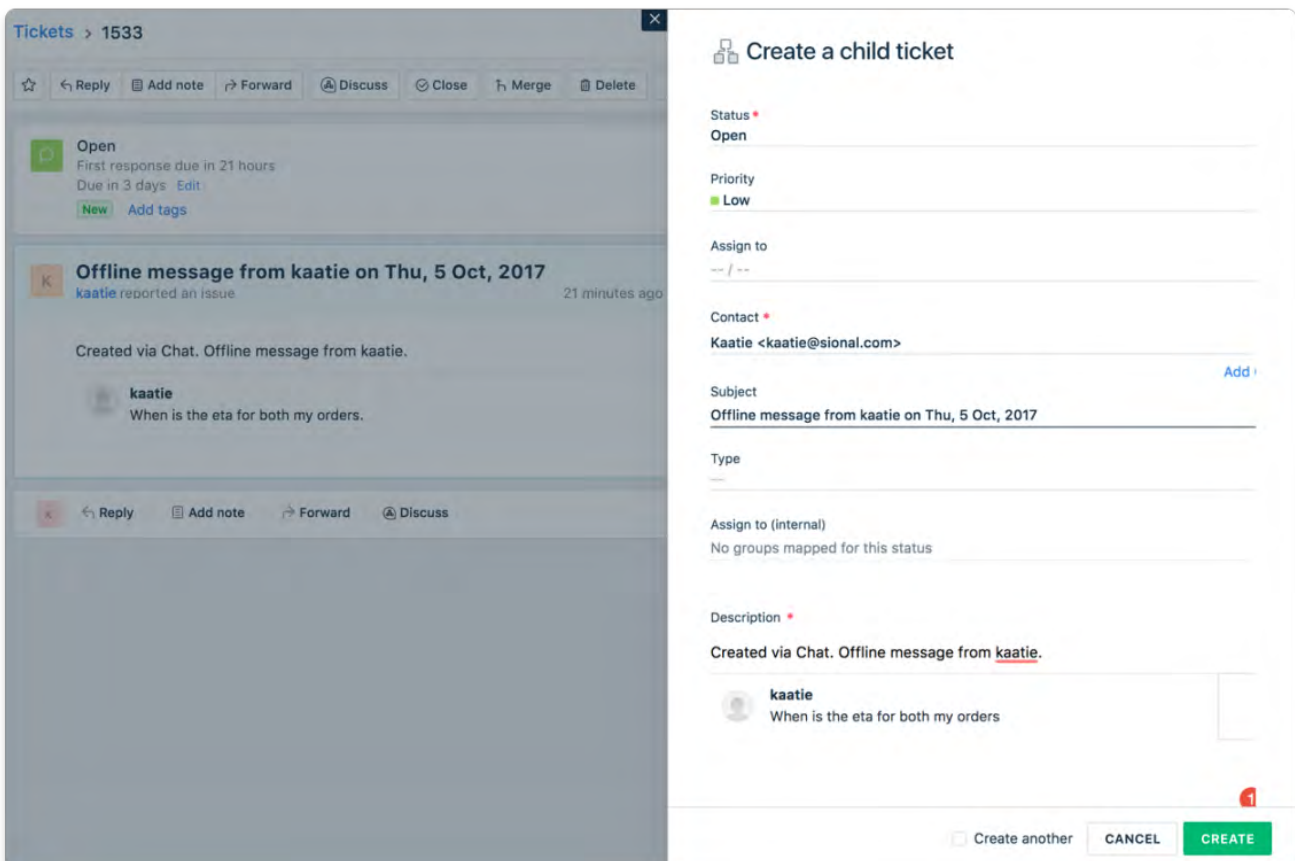 Tickets > 1533
Reply Add note Forward Discuss Close Merge Delete
Open
First response due in 21 hours
Due in 3 days Edit
New Add tags
K
Offline message from kaatie on Thu, 5 Oct, 2017
kaatie reported an issue
21 minutes ago
Created via Chat. Offline message from kaatie.
kaatie
When is the eta for both my orders.
K Reply Add note Forward Discuss
Create a child ticket
Status *
Open
Priority
Low
Assign to
-- / --
Contact *
Kaatie <kaatie@sional.com>
Add
Subject
Offline message from kaatie on Thu, 5 Oct, 2017
Type
---
Assign to (internal)
No groups mapped for this status
Description *
Created via Chat. Offline message from kaatie.
kaatie
When is the eta for both my orders
1
Create another CANCEL CREATE